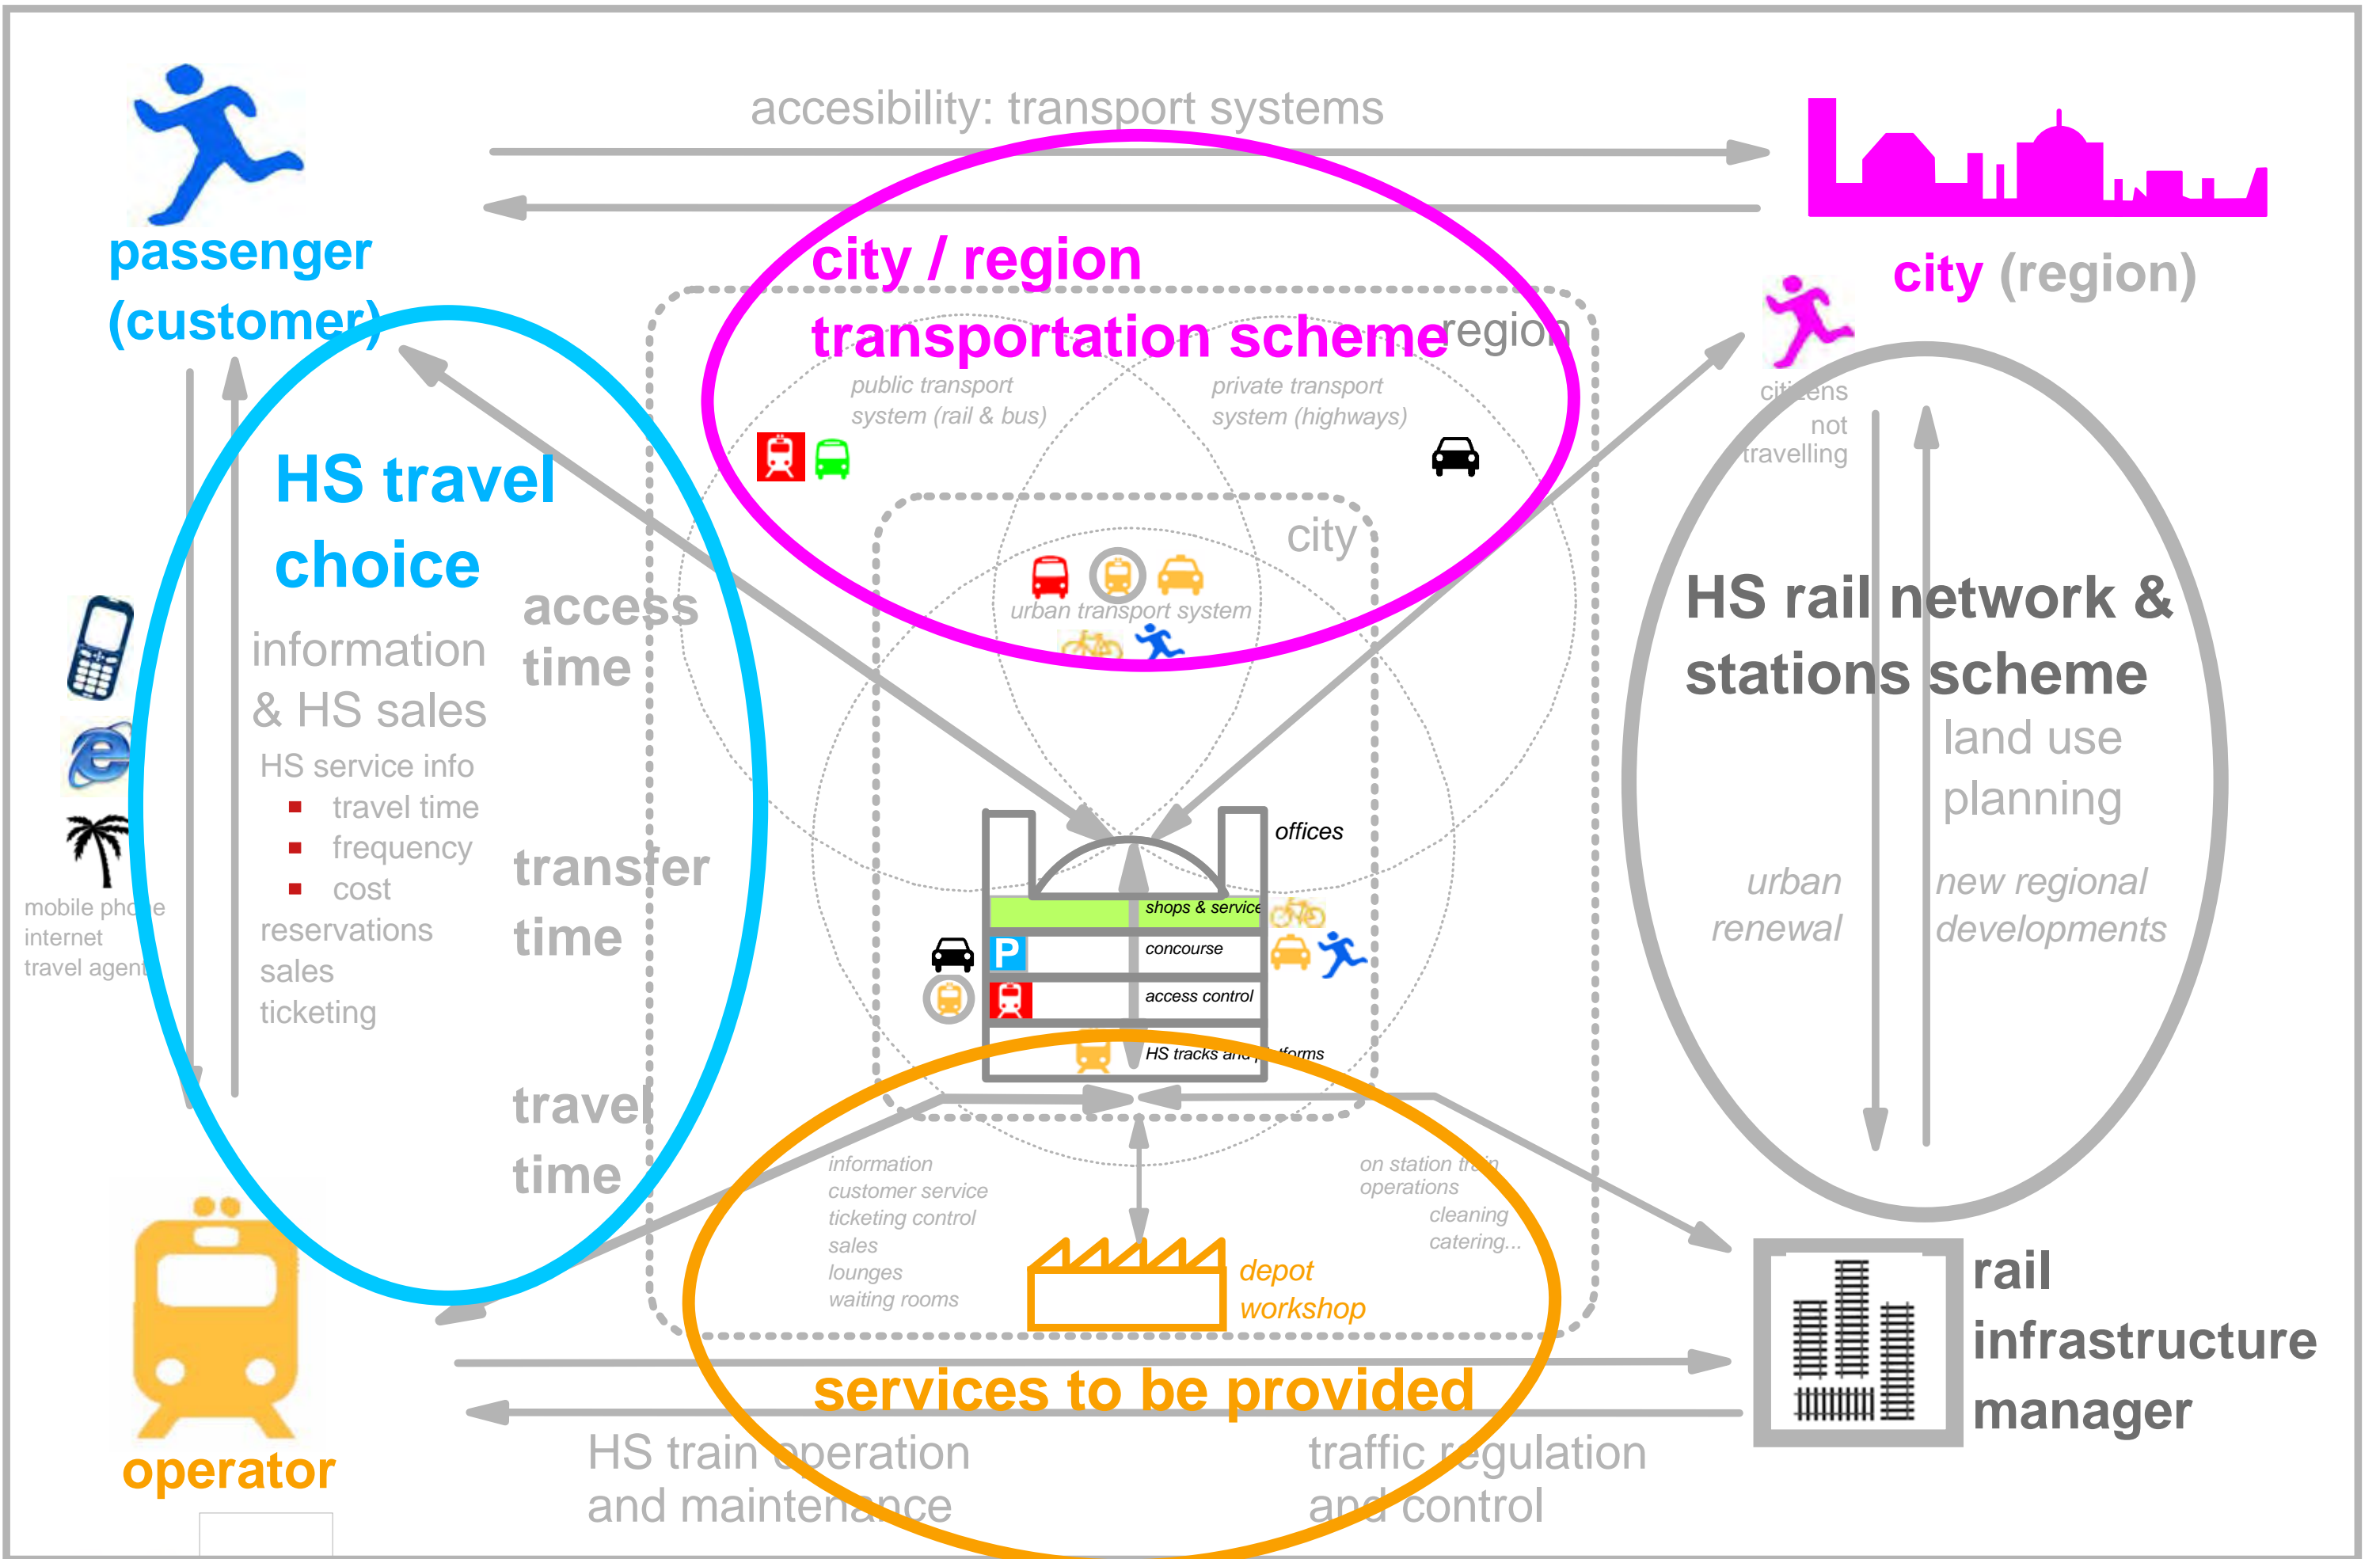 accesibility: transport systems
passenger
(customer)
city / region
transportation scheme
region
city (region)
public transport
system (rail & bus)
private transport
system (highways)
citizens
not
travelling
HS travel
choice
city
urban transport system
access
time
information
& HS sales
HS service info
travel time
frequency
cost
reservations
sales
ticketing
mobile phone
internet
travel agent
transfer
time
travel
time
HS rail network &
stations scheme
land use
planning
urban
renewal
new regional
developments
offices
shops & service
P
concourse
access control
HS tracks and platforms
information
customer service
ticketing control
sales
lounges
waiting rooms
on station train
operations
cleaning
catering...
depot
workshop
operator
rail
infrastructure
manager
services to be provided
HS train operation
and maintenance
traffic regulation
and control